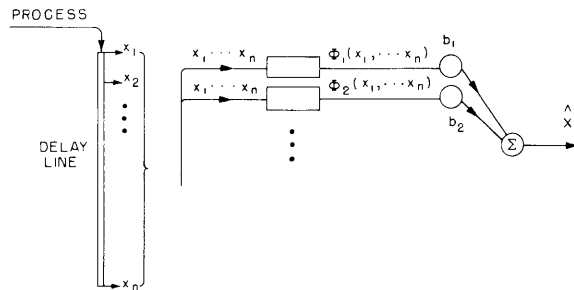 PROCESS
x₁
x₂
DELAY LINE
xₙ
x₁ ··· xₙ
Φ₁(x₁,···xₙ)
b₁
x₁ ··· xₙ
Φ₂(x₁,···xₙ)
b₂
Σ
x̂